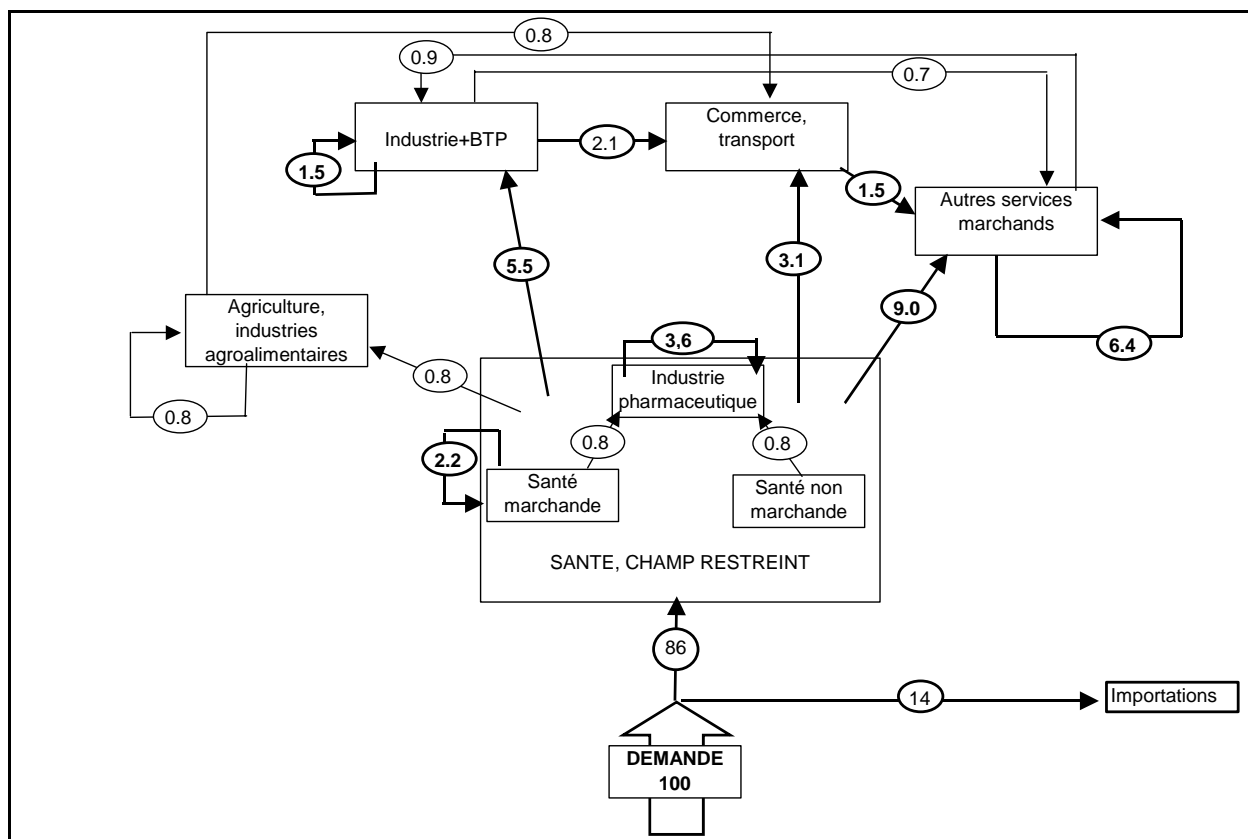 0.8
0.9
0.7
Industrie+BTP
2.1
Commerce,
transport
1.5
1.5
Autres services
marchands
5.5
3.1
9.0
Agriculture,
industries
agroalimentaires
3,6
6.4
0.8
Industrie
pharmaceutique
0.8
0.8
0.8
2.2
Santé
marchande
Santé non
marchande
SANTE, CHAMP RESTREINT
86
14
Importations
DEMANDE
100